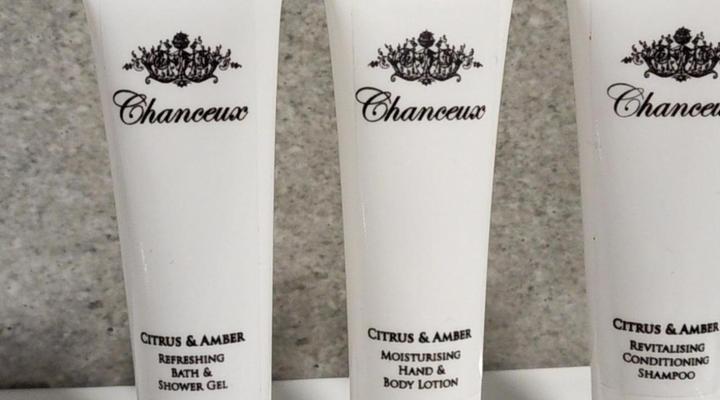 Chanceux
CITRUS & AMBER
REFRESHING
BATH &
SHOWER GEL
Chanceux
CITRUS & AMBER
MOISTURISING
HAND &
BODY LOTION
Chanceu
CITRUS & AMBER
REVITALISING
CONDITIONING
SHAMPOO